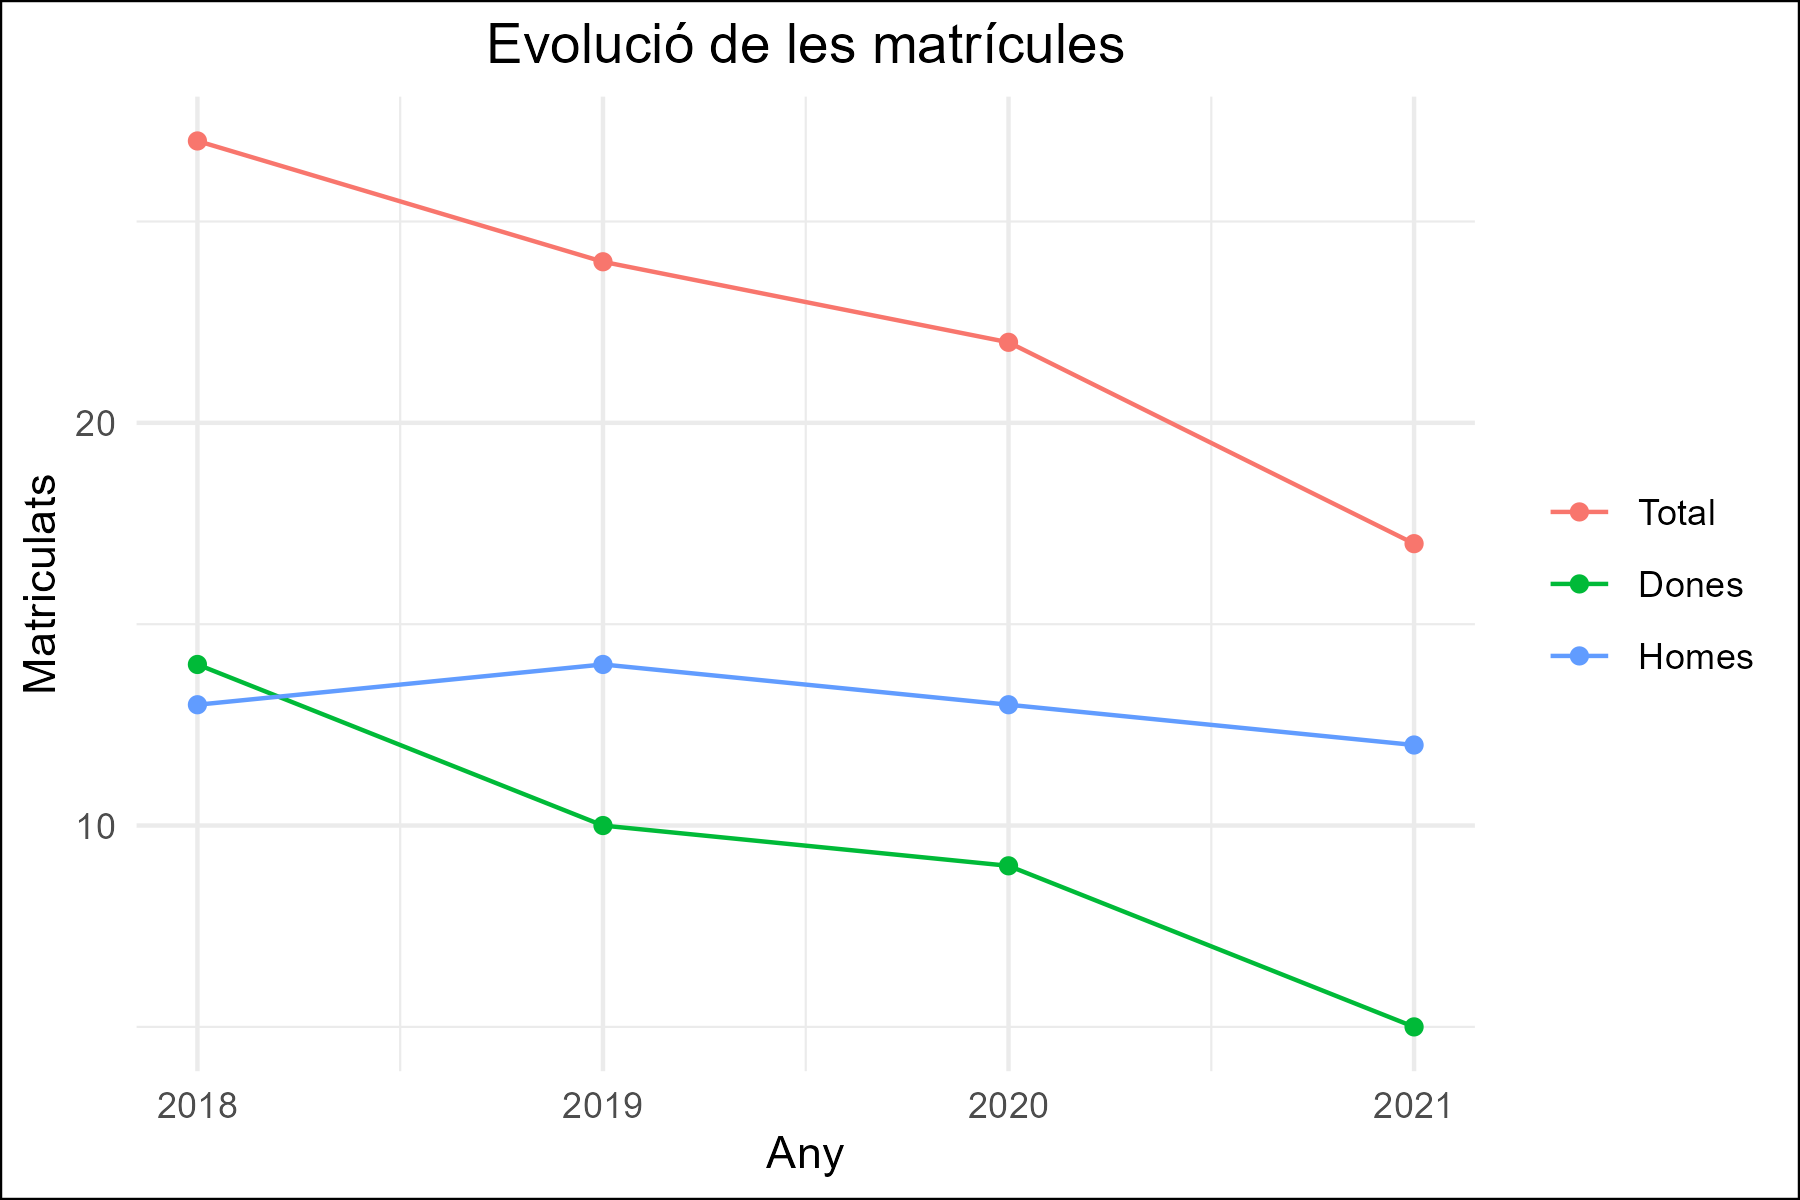 Evolució de les matrícules
Matriculats
20
10
2018
2019
2020
2021
Any
Total
Dones
Homes